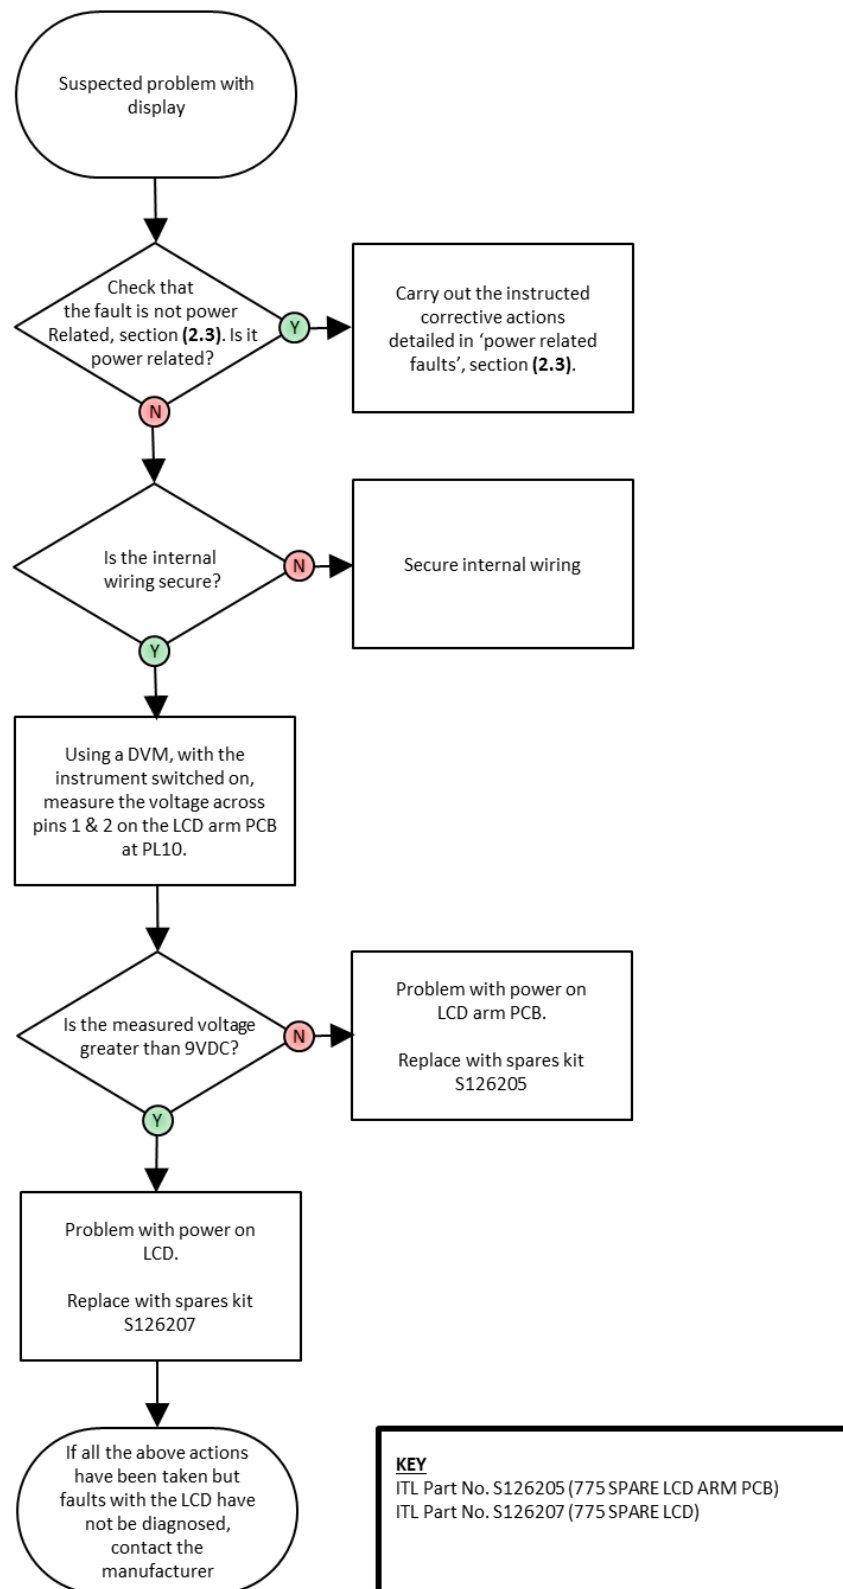 Suspected problem with
display
Check that
the fault is not power
Related, section (2.3). Is it
power related?
Y
Carry out the instructed
corrective actions
detailed in ‘power related
faults’, section (2.3).
N
Is the internal
wiring secure?
N
Secure internal wiring
Y
Using a DVM, with the
instrument switched on,
measure the voltage across
pins 1 & 2 on the LCD arm PCB
at PL10.
Is the measured voltage
greater than 9VDC?
N
Problem with power on
LCD arm PCB.
Replace with spares kit
S126205
Y
Problem with power on
LCD.
Replace with spares kit
S126207
If all the above actions
have been taken but
faults with the LCD have
not be diagnosed,
contact the
manufacturer
KEY
ITL Part No. S126205 (775 SPARE LCD ARM PCB)
ITL Part No. S126207 (775 SPARE LCD)